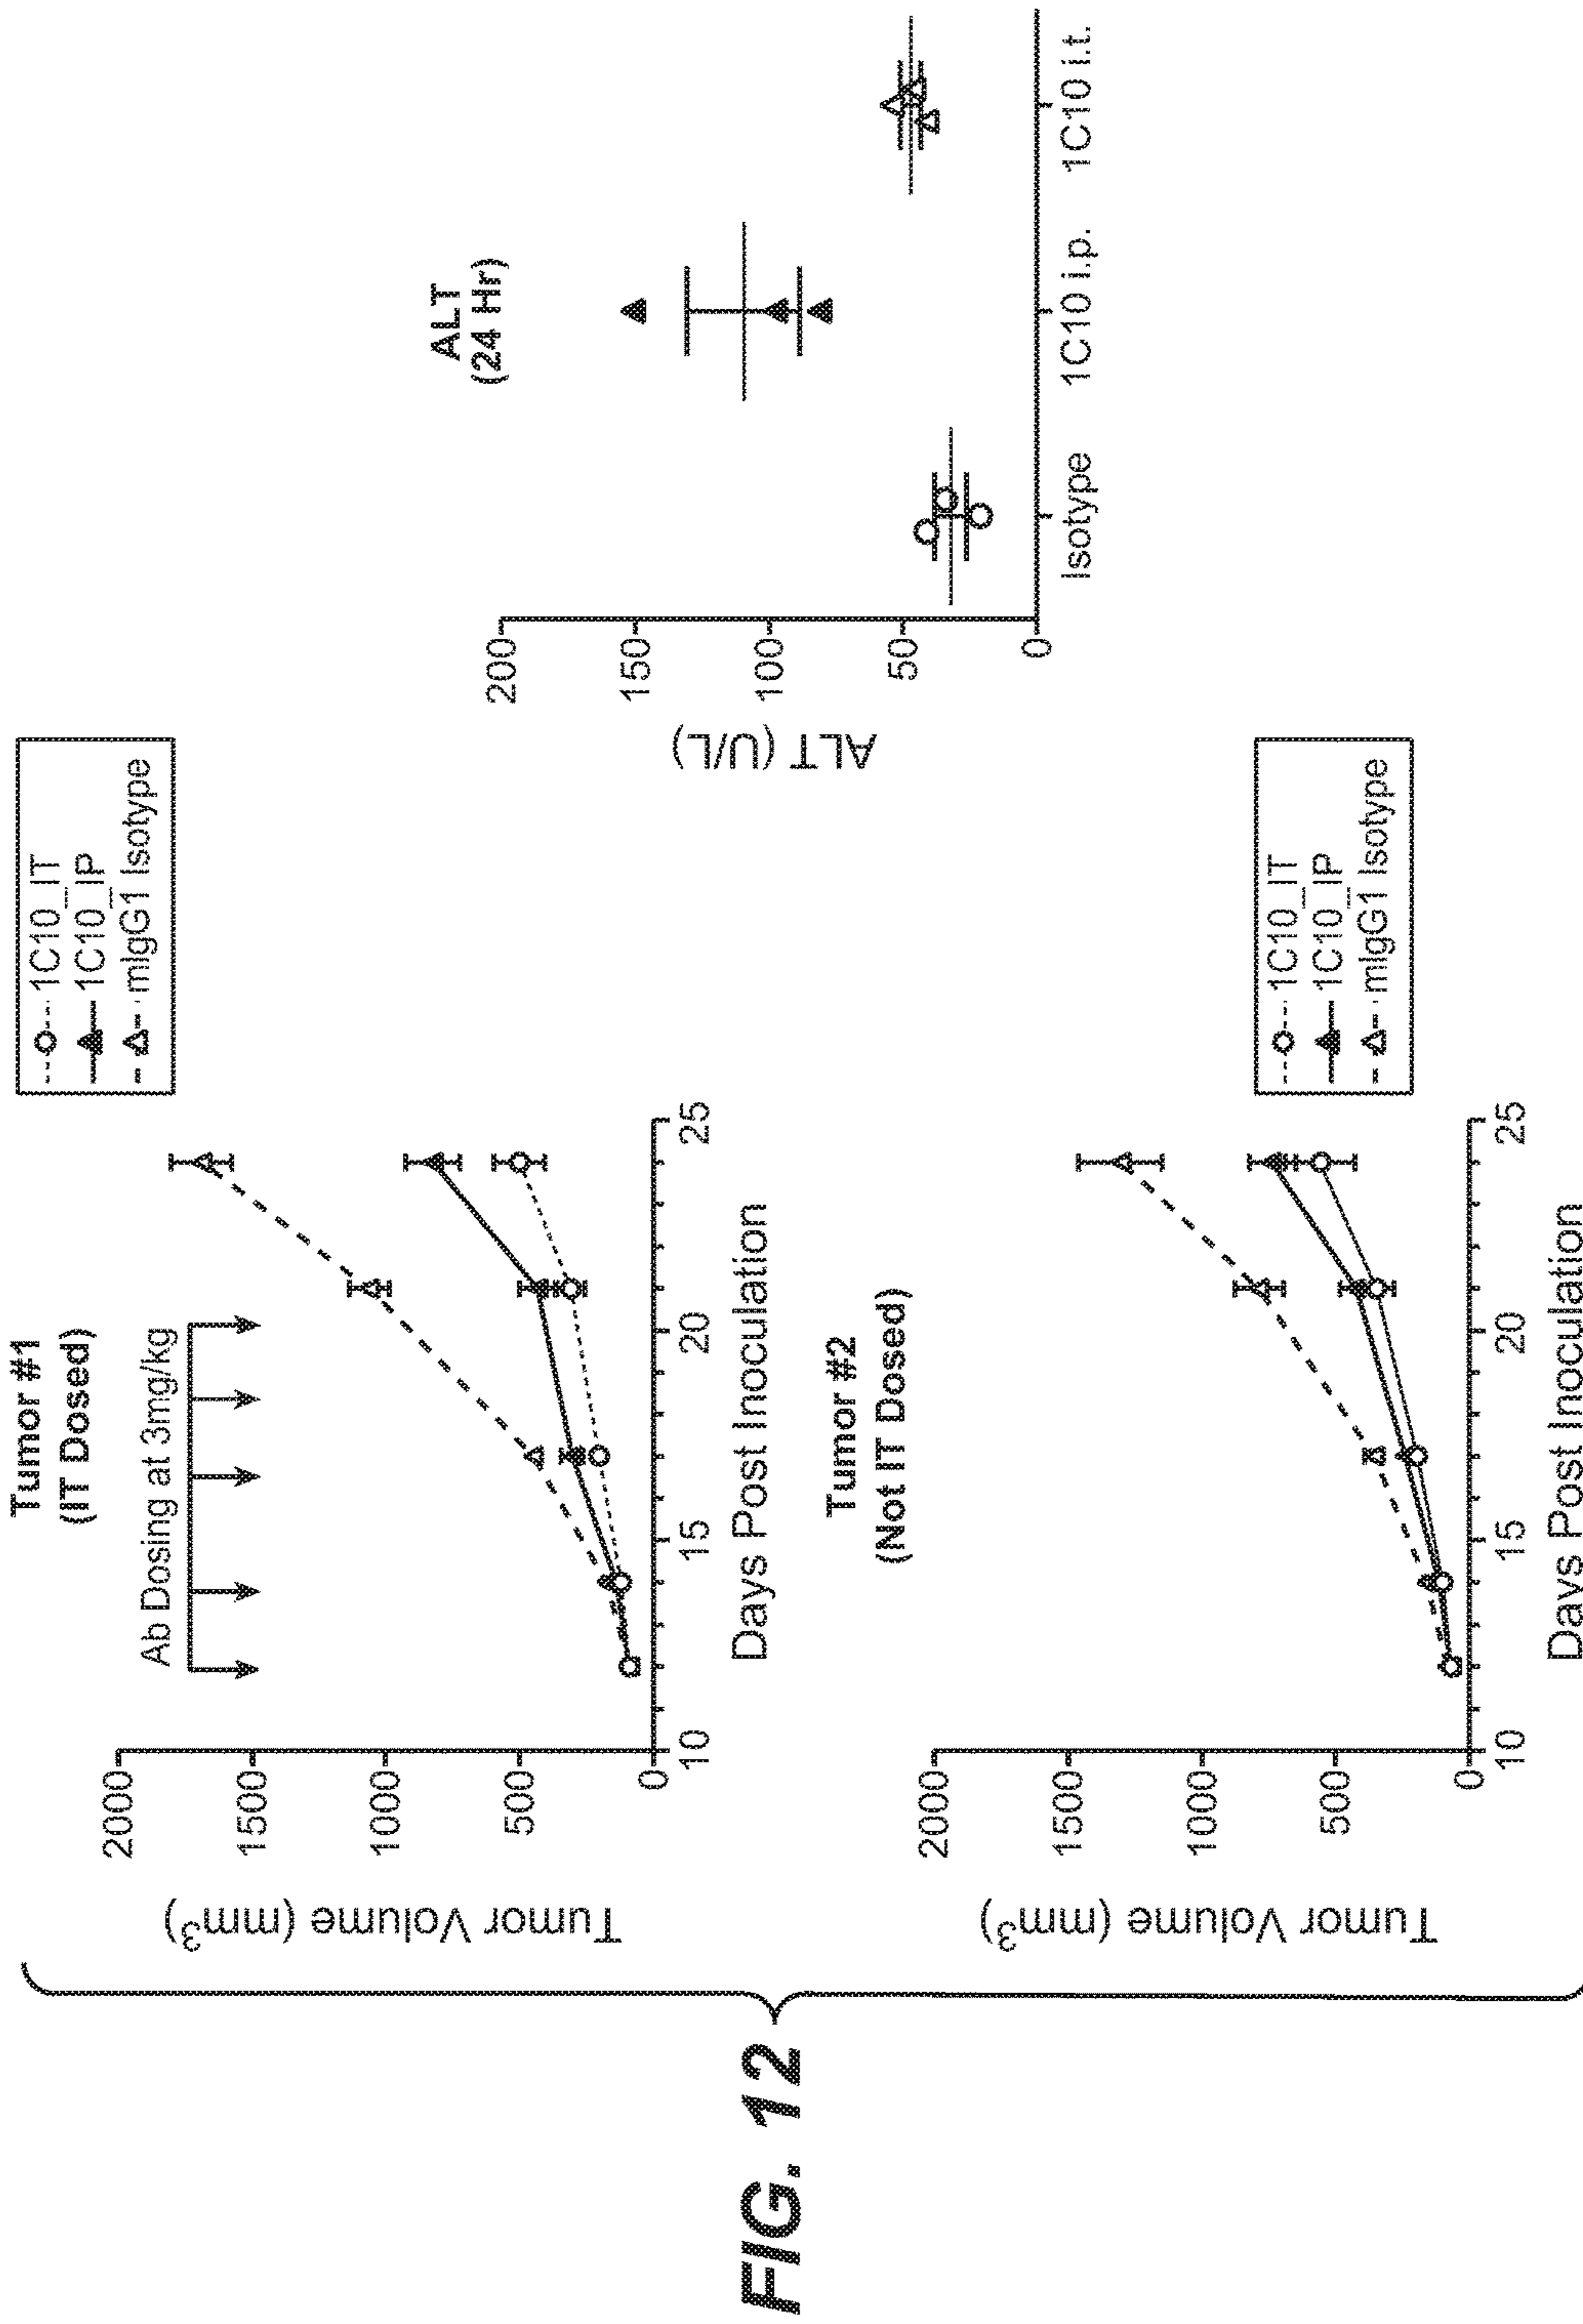 FIG. 12
Tumor #1
(IT Dosed)
Ab Dosing at 3mg/kg
Tumor Volume (mm³)
2000
1500
1000
500
0
10
15
20
25
Days Post Inoculation
1C10_IT
1C10_IP
mIgG1 Isotype
Tumor #2
(Not IT Dosed)
Tumor Volume (mm³)
2000
1500
1000
500
0
10
15
20
25
Days Post Inoculation
1C10_IT
1C10_IP
mIgG1 Isotype
ALT
(24 Hr)
ALT (U/L)
200
150
100
50
0
Isotype
1C10 i.p.
1C10 i.t.